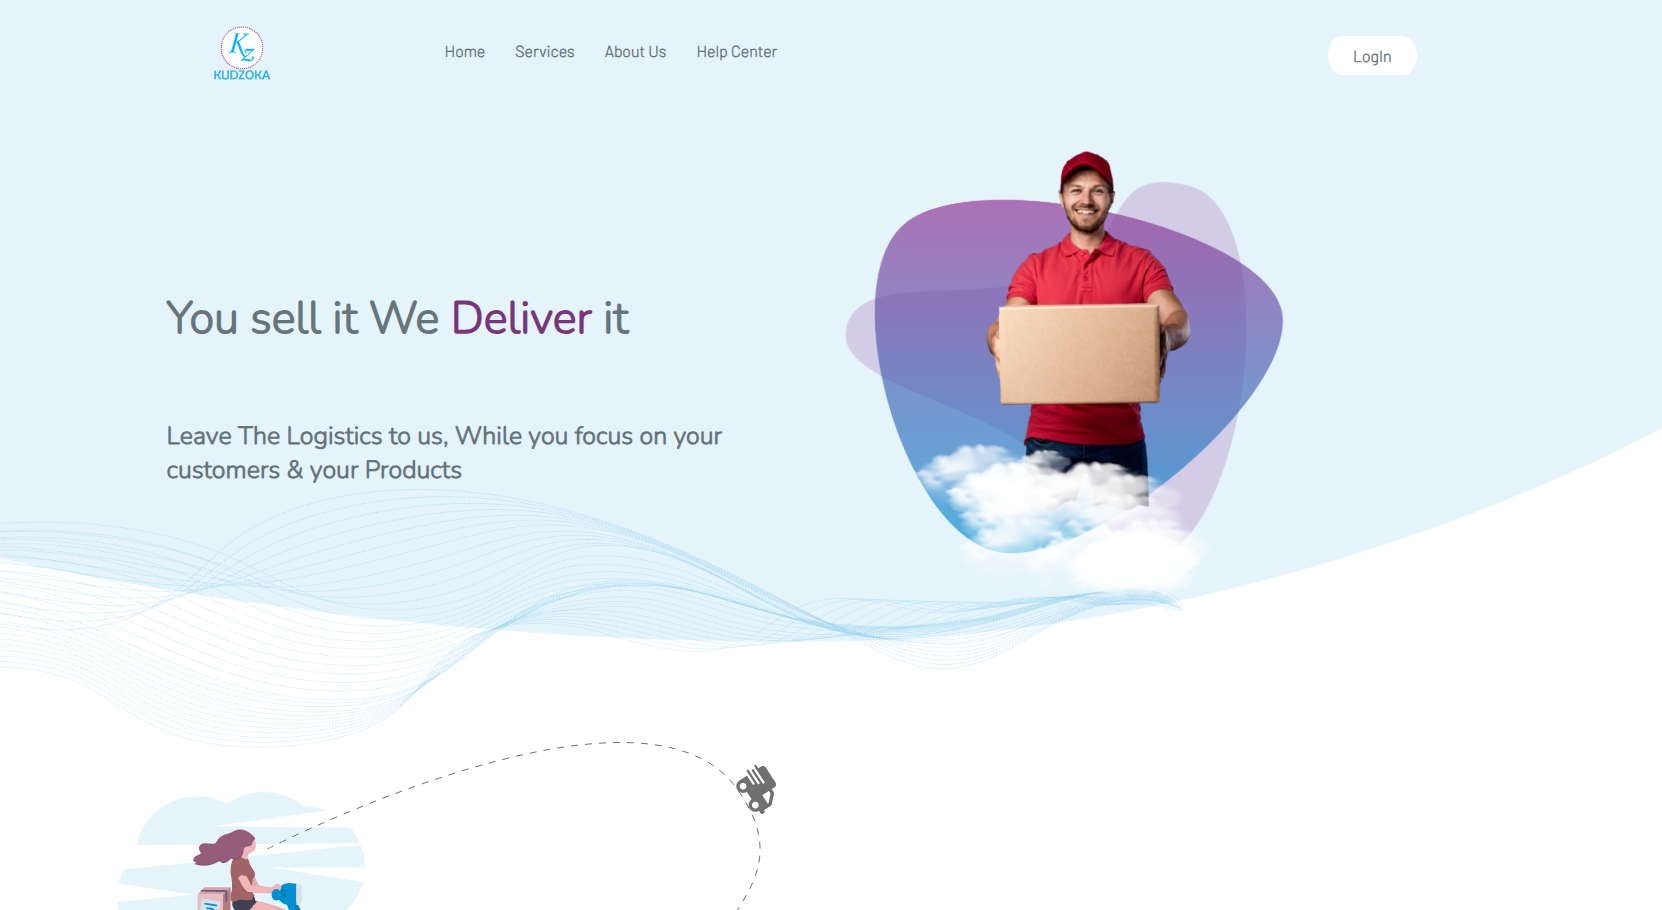 Kz
KUDZOKA
Home
Services
About Us
Help Center
LogIn
You sell it We Deliver it
Leave The Logistics to us, While you focus on your
customers & your Products